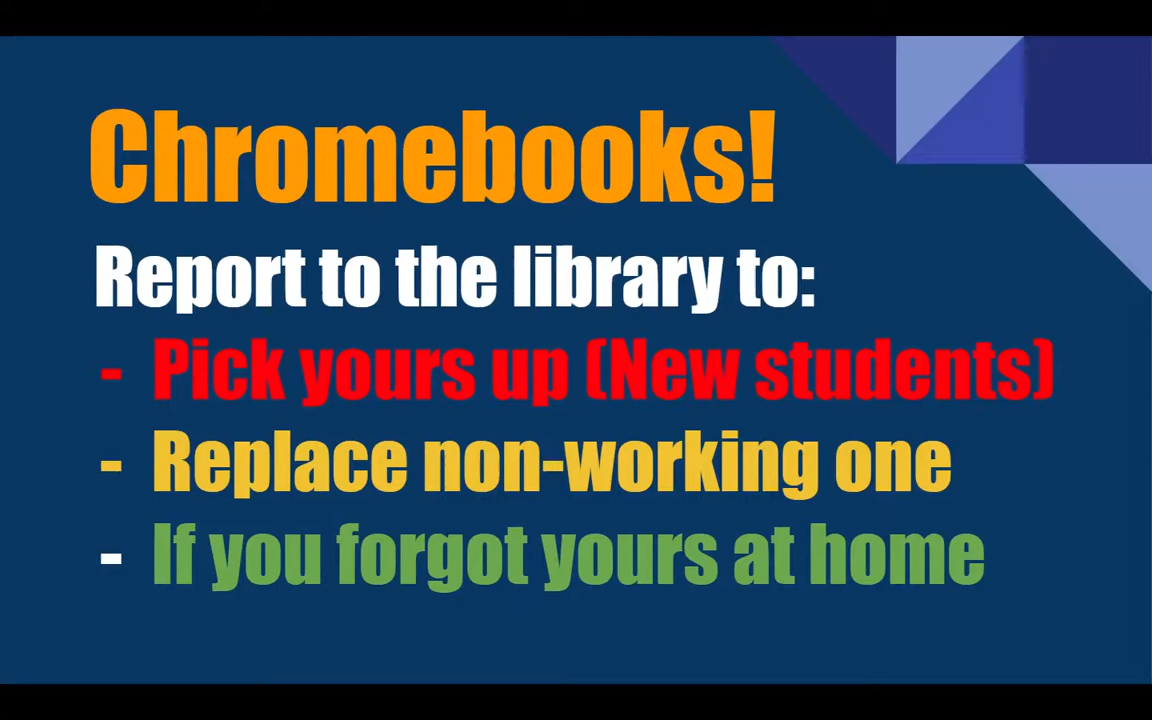 Chromebooks!
Report to the library to:
- Pick yours up (New students)
- Replace non-working one
- If you forgot yours at home